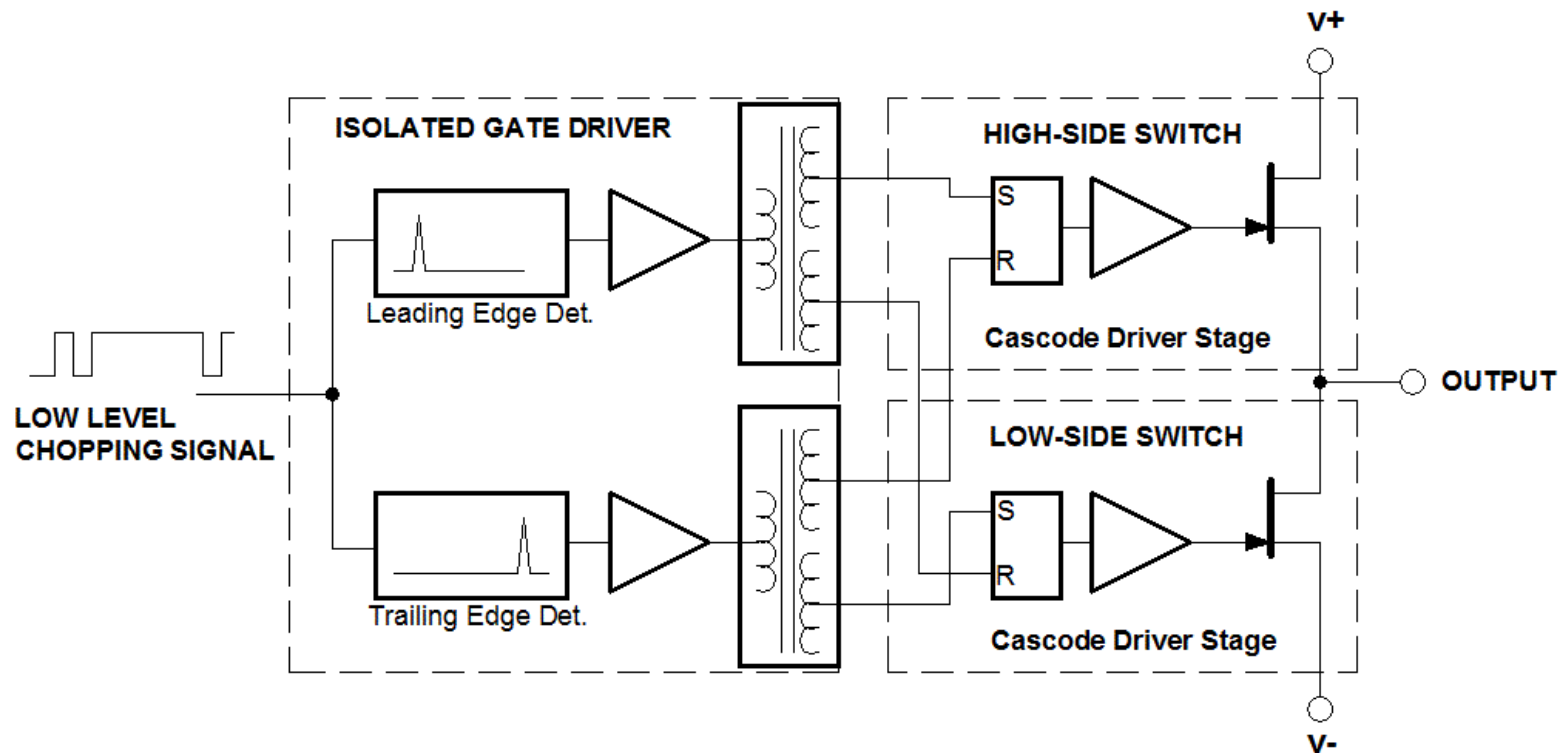 V+
ISOLATED GATE DRIVER
HIGH-SIDE SWITCH
S
R
Leading Edge Det.
Cascode Driver Stage
OUTPUT
LOW LEVEL
CHOPPING SIGNAL
LOW-SIDE SWITCH
S
R
Trailing Edge Det.
Cascode Driver Stage
V-